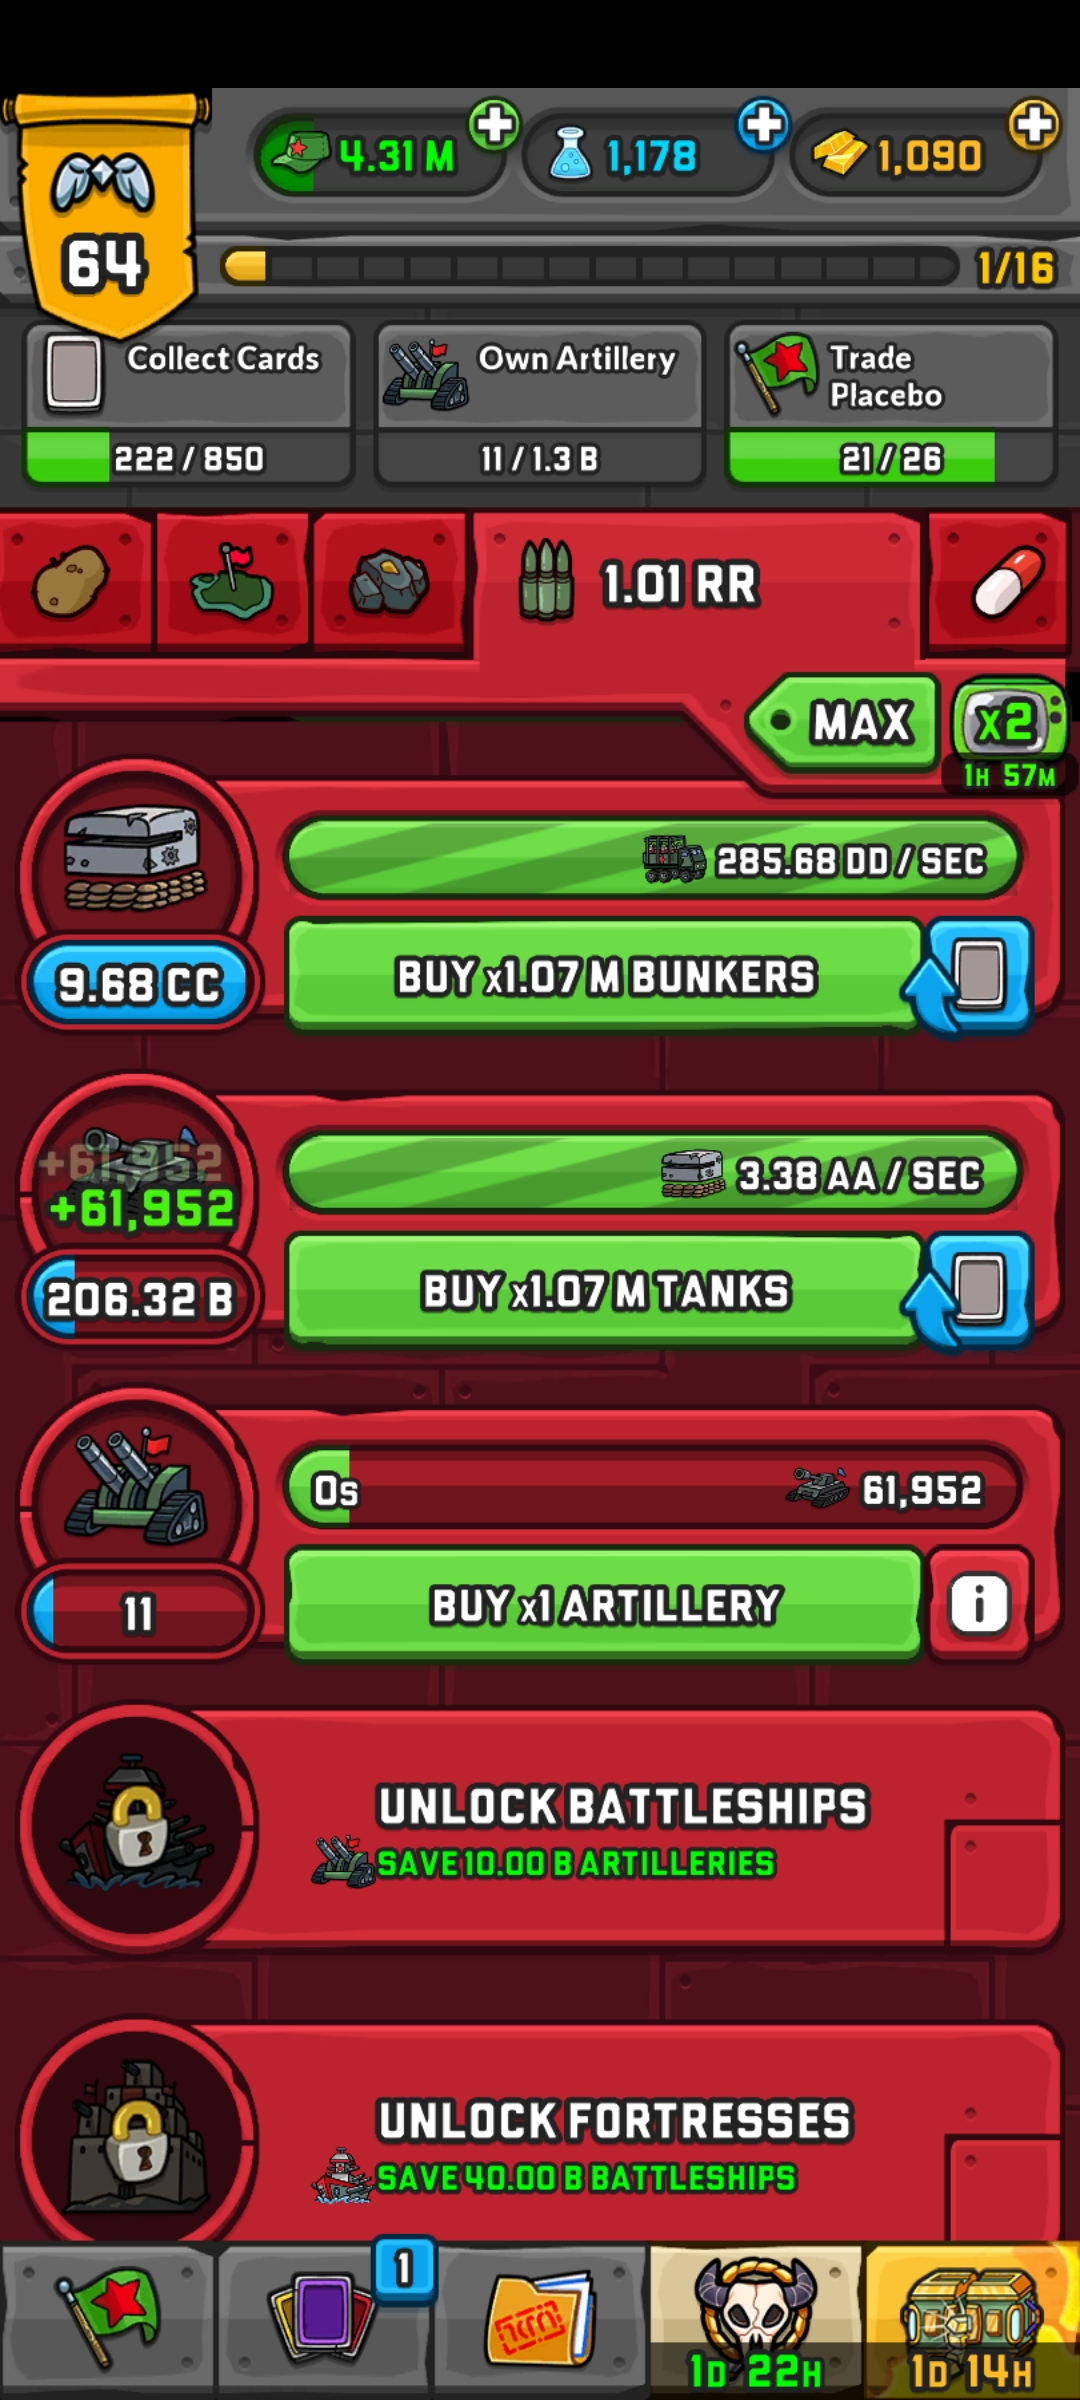 4.31 M
1,178
1,090
64
1/16
Collect Cards
222 / 850
Own Artillery
11 / 1.3 B
Trade
Placebo
21 / 26
1.01 RR
MAX
x2
1H 57M
285.68 DD / SEC
9.68 CC
BUY x1.07 M BUNKERS
+61,952
+61,952
3.38 AA / SEC
206.32 B
BUY x1.07 M TANKS
0s
61,952
11
BUY x1 ARTILLERY
i
UNLOCK BATTLESHIPS
SAVE 10.00 B ARTILLERIES
UNLOCK FORTRESSES
SAVE 40.00 B BATTLESHIPS
1
1D 22H
1D 14H